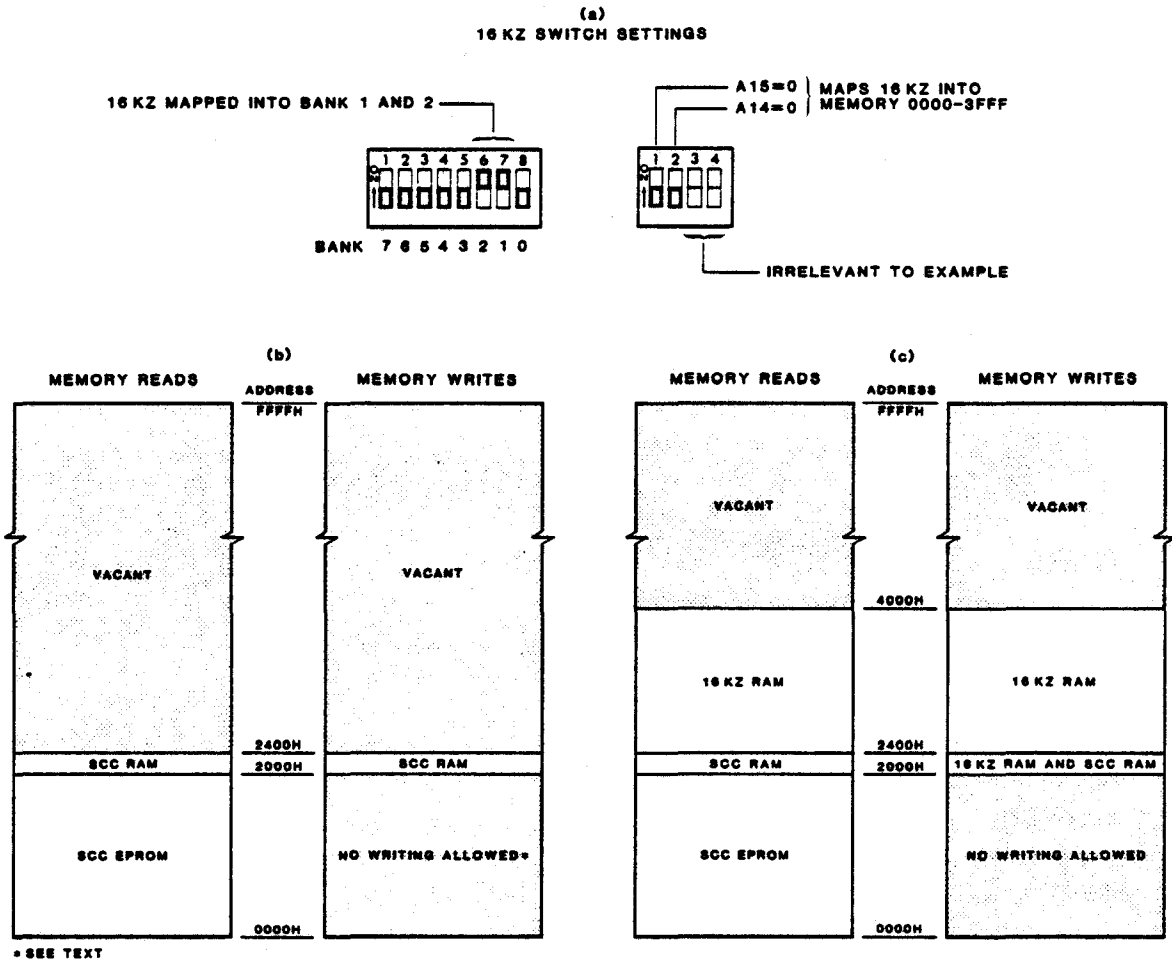 (a)
16 KZ SWITCH SETTINGS
16 KZ MAPPED INTO BANK 1 AND 2
A15=0
A14=0
MAPS 16 KZ INTO
MEMORY 0000-3FFF
1 2 3 4 5 6 7 8
ON
BANK 7 6 5 4 3 2 1 0
1 2 3 4
ON
IRRELEVANT TO EXAMPLE
(b)
MEMORY READS
ADDRESS
MEMORY WRITES
FFFFH
VACANT
VACANT
2400H
SCC RAM
2000H
SCC RAM
SCC EPROM
NO WRITING ALLOWED*
0000H
* SEE TEXT
(c)
MEMORY READS
ADDRESS
MEMORY WRITES
FFFFH
VACANT
VACANT
4000H
16 KZ RAM
16 KZ RAM
2400H
SCC RAM
2000H
16 KZ RAM AND SCC RAM
SCC EPROM
NO WRITING ALLOWED
0000H